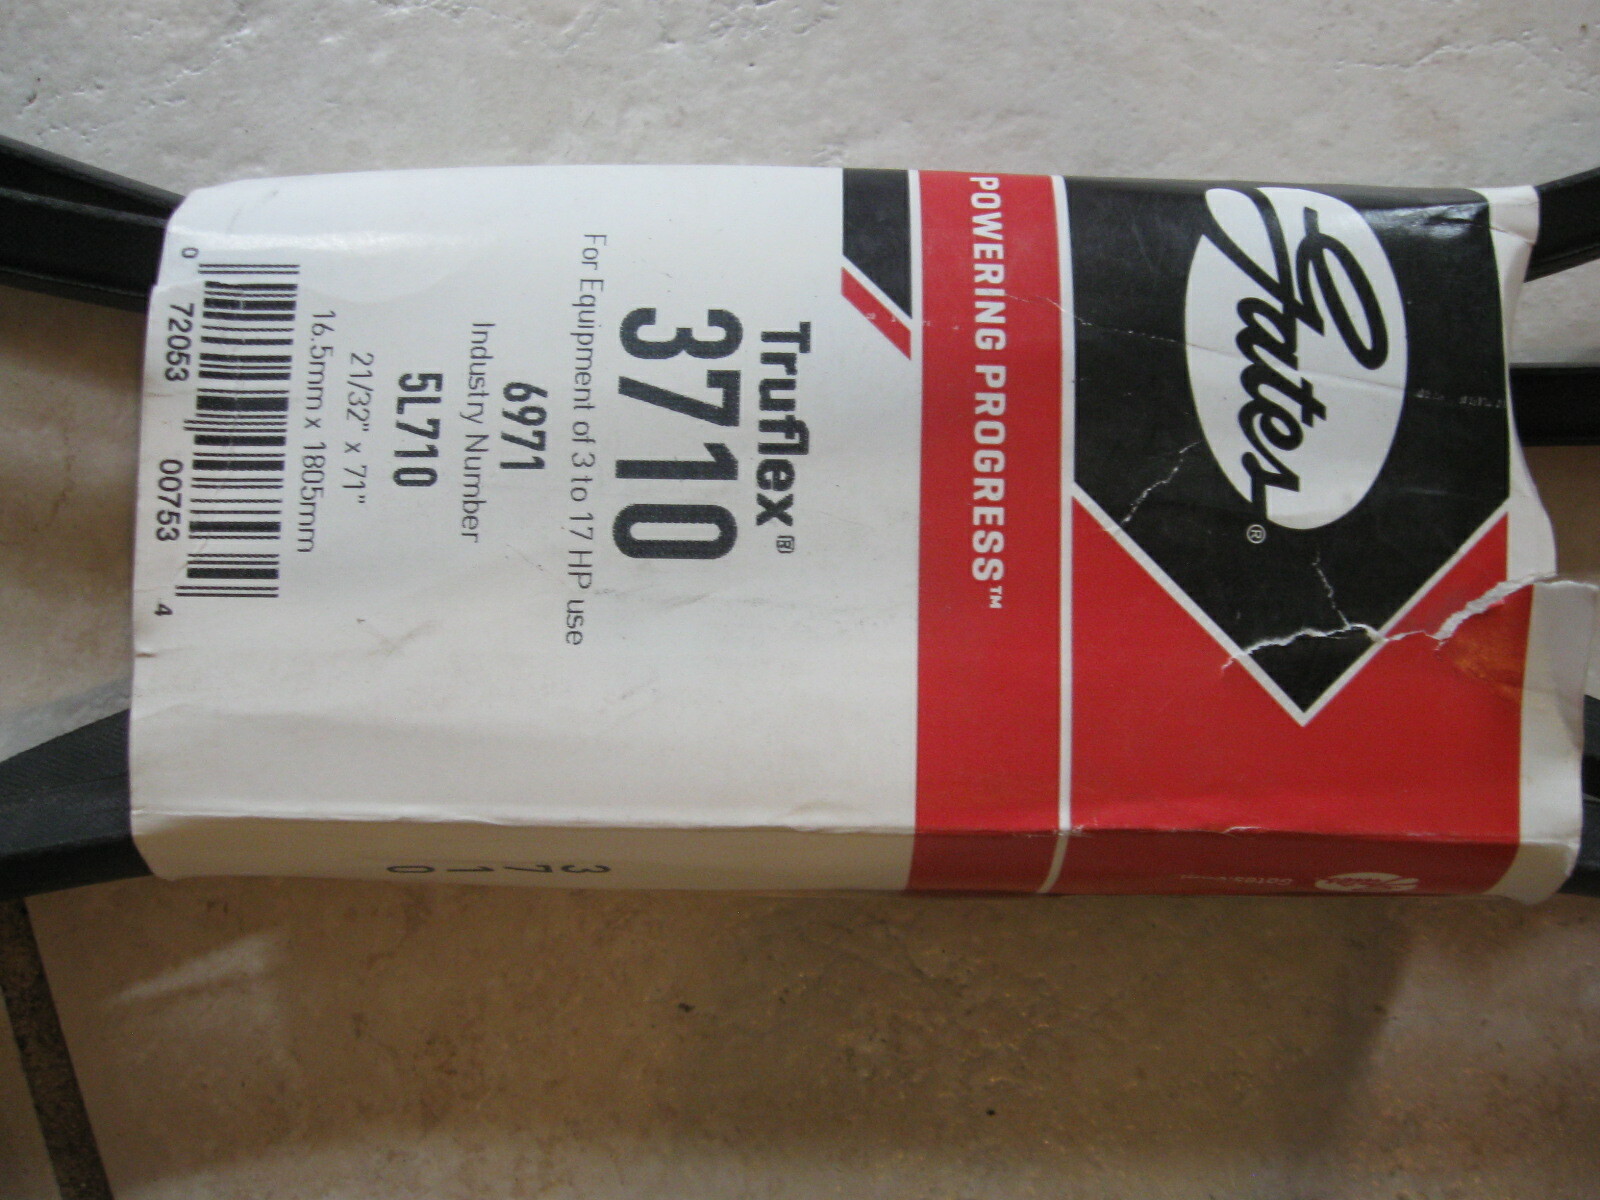 Gates®
POWERING PROGRESS™
Truflex®
3710
For Equipment of 3 to 17 HP use
6971
Industry Number
5L710
21/32" x 71"
16.5mm x 1805mm
0 72053 00753 4
3710